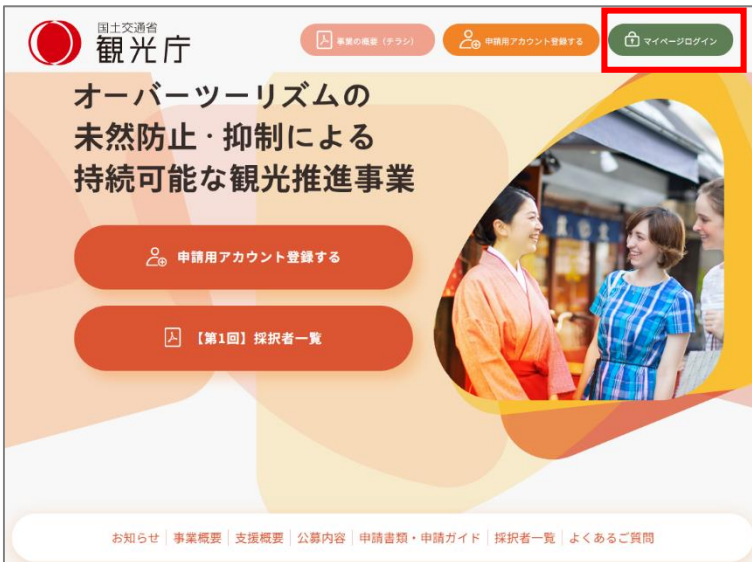 国土交通省
観光庁
事業の概要（チラシ）
申請用アカウント登録する
マイページログイン
オーバーツーリズムの
未然防止・抑制による
持続可能な観光推進事業
申請用アカウント登録する
【第1回】採択者一覧
お知らせ
事業概要
支援概要
公募内容
申請書類・申請ガイド
採択者一覧
よくあるご質問